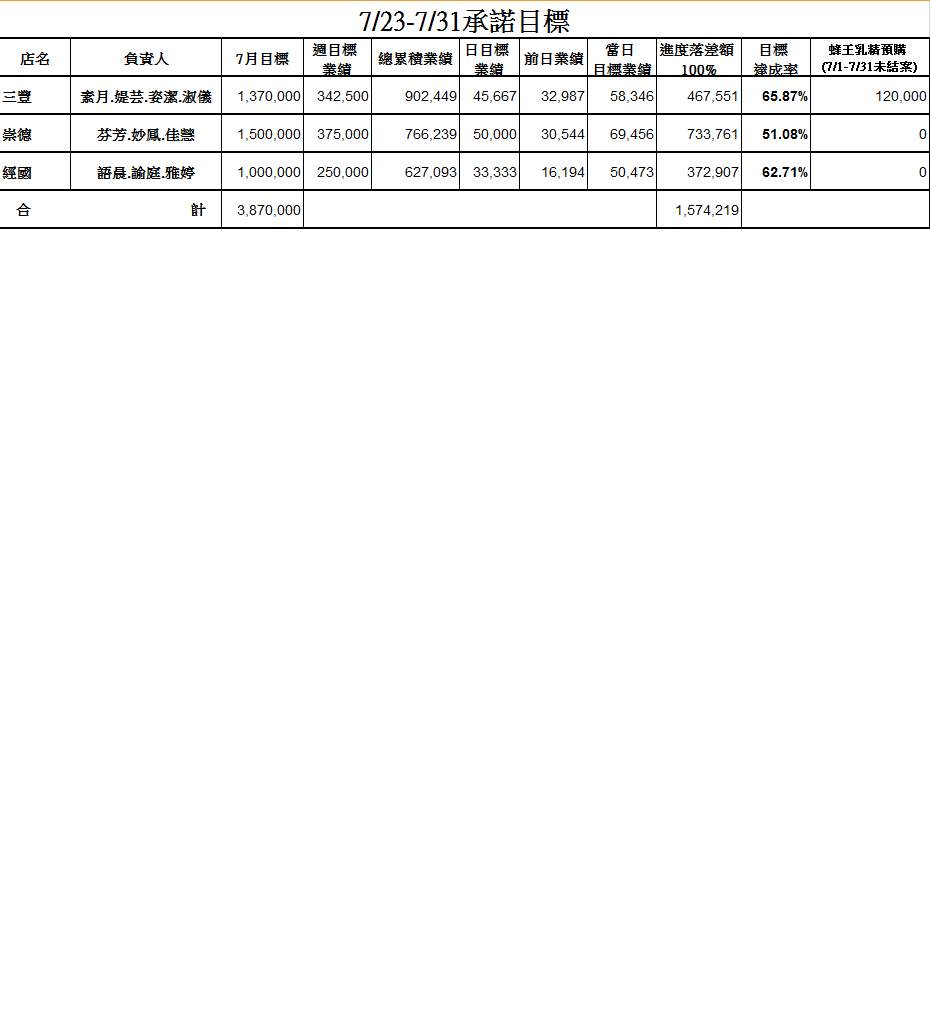 7/23-7/31承諾目標
店名 負責人 7月目標 週目標業績 總累積業績 日目標業績 前日業績 當日目標業績 進度落差額100% 目標達成率 蜂王乳精預購(7/1-7/31未結案)
三豐 素月.媞芸.姿潔.淑儀 1,370,000 342,500 902,449 45,667 32,987 58,346 467,551 65.87% 120,000
崇德 芬芳.妙鳳.佳慧 1,500,000 375,000 766,239 50,000 30,544 69,456 733,761 51.08% 0
經國 語晨.諭庭.雅婷 1,000,000 250,000 627,093 33,333 16,194 50,473 372,907 62.71% 0
合 計 3,870,000 1,574,219